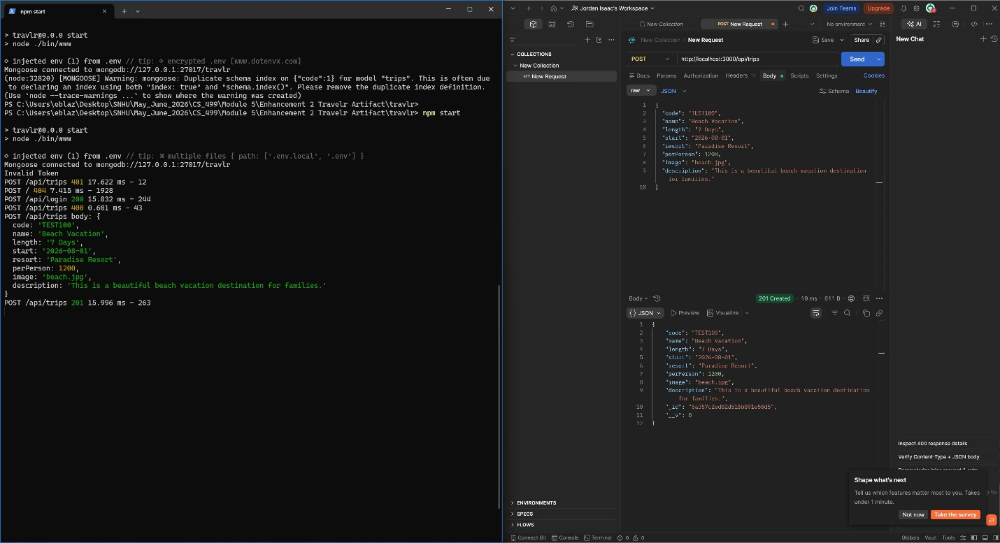 npm start
> travlr@0.0.0 start
> node ./bin/www
◇ injected env (1) from .env // tip: ⌾ encrypted .env [www.dotenvx.com]
Mongoose connected to mongodb://127.0.0.1:27017/travlr
(node:32820) [MONGOOSE] Warning: mongoose: Duplicate schema index on {"code":1} for model "trips". This is often due
to declaring an index using both "index: true" and "schema.index()". Please remove the duplicate index definition.
(Use `node --trace-warnings ...` to show where the warning was created)
PS C:\Users\eblaz\Desktop\SNHU\May_June_2026\CS_499\Module 5\Enhancement 2 Travelr Artifact\travlr>
PS C:\Users\eblaz\Desktop\SNHU\May_June_2026\CS_499\Module 5\Enhancement 2 Travelr Artifact\travlr> npm start
> travlr@0.0.0 start
> node ./bin/www
◇ injected env (1) from .env // tip: ⌘ multiple files { path: ['.env.local', '.env'] }
Mongoose connected to mongodb://127.0.0.1:27017/travlr
Invalid Token
POST /api/trips 401 17.622 ms - 12
POST / 404 7.415 ms - 1928
POST /api/login 200 15.832 ms - 244
POST /api/trips 400 0.601 ms - 43
POST /api/trips body: {
code: 'TEST100',
name: 'Beach Vacation',
length: '7 Days',
start: '2026-08-01',
resort: 'Paradise Resort',
perPerson: 1200,
image: 'beach.jpg',
description: 'This is a beautiful beach vacation destination for families.'
}
POST /api/trips 201 15.996 ms - 263
Jordan Isaac's Workspace
Join Teams
Upgrade
New Collection
POST New Request
No environment
COLLECTIONS
New Collection
GET New Request
ENVIRONMENTS
SPECS
FLOWS
New Collection > New Request
Save
Share
POST
http://localhost:3000/api/trips
Send
Docs Params Authorization Headers 11 Body Scripts Settings
Cookies
raw JSON
Schema Beautify
1 {
2 "code": "TEST100",
3 "name": "Beach Vacation",
4 "length": "7 Days",
5 "start": "2026-08-01",
6 "resort": "Paradise Resort",
7 "perPerson": 1200,
8 "image": "beach.jpg",
9 "description": "This is a beautiful beach vacation destination
for families."
10 }
Body
201 Created 19 ms 611 B
{} JSON Preview Visualize
1 {
2 "code": "TEST100",
3 "name": "Beach Vacation",
4 "length": "7 Days",
5 "start": "2026-08-01",
6 "resort": "Paradise Resort",
7 "perPerson": 1200,
8 "image": "beach.jpg",
9 "description": "This is a beautiful beach vacation destination
for families.",
10 "_id": "6a357c2ed82d516b891e50d5",
11 "__v": 0
12 }
AI
New Chat
Inspect 400 response details
Verify Content-Type + JSON body
Shape what's next
Tell us which features matter most to you. Takes
under 1 minute.
Not now
Take the survey
Connect Git Console Terminal 0 0
Globals Vault Tools